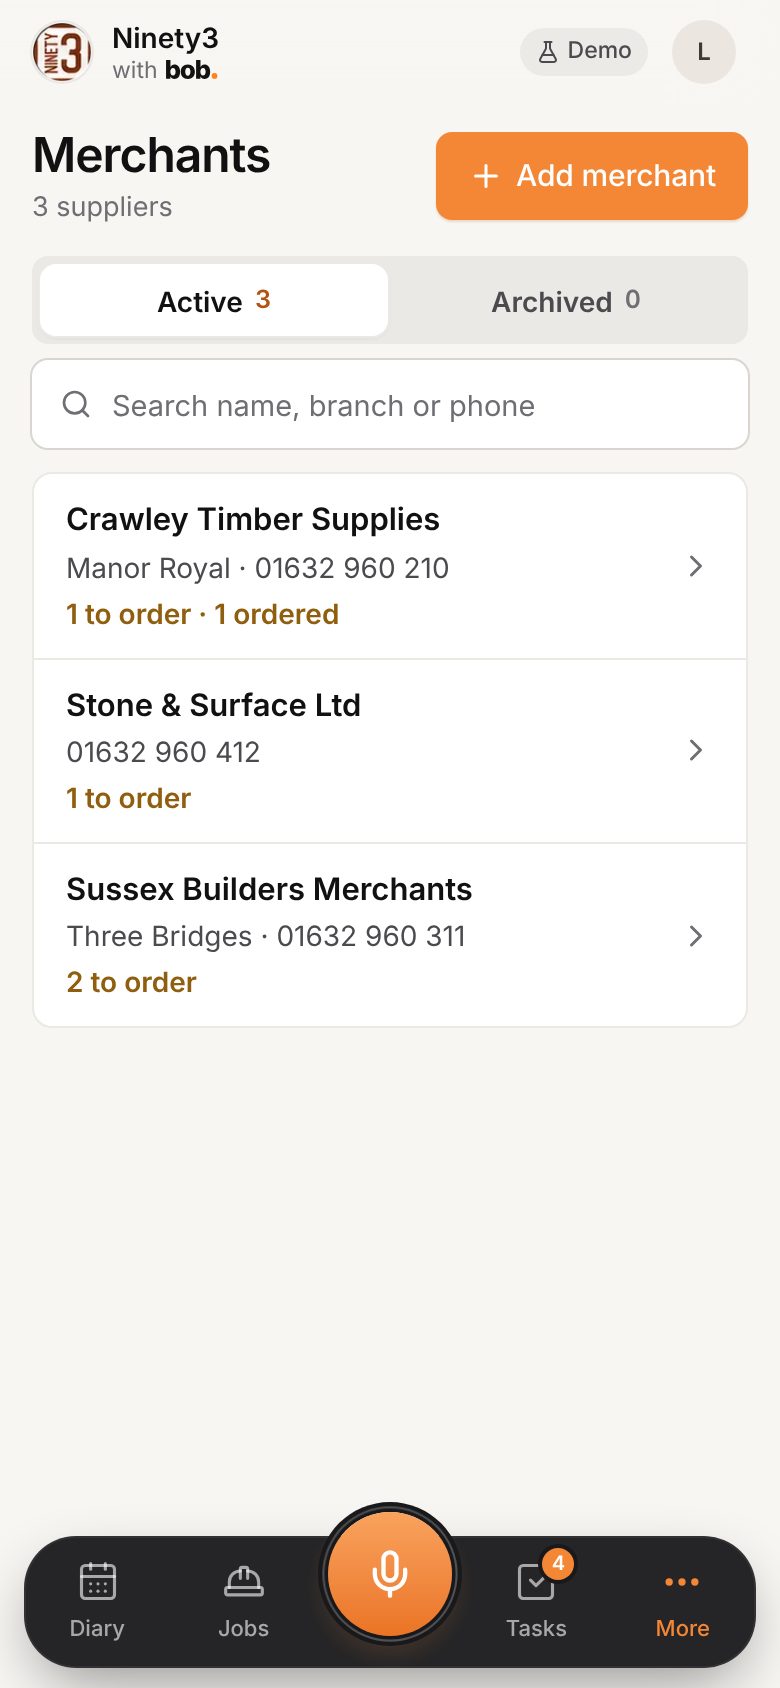 NINETY 3
Ninety3
with bob.
Demo
L
Merchants
3 suppliers
+ Add merchant
Active 3
Archived 0
Search name, branch or phone
Crawley Timber Supplies
Manor Royal · 01632 960 210
1 to order · 1 ordered
Stone & Surface Ltd
01632 960 412
1 to order
Sussex Builders Merchants
Three Bridges · 01632 960 311
2 to order
4
Diary
Jobs
Tasks
More